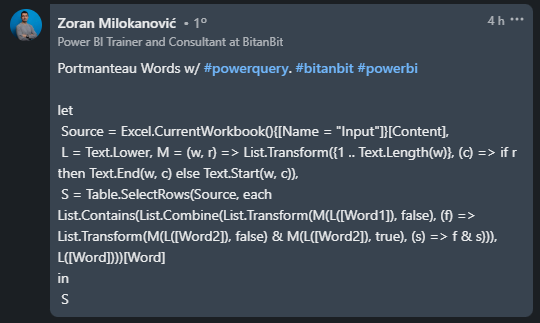 Zoran Milokanović • 1º
4 h •••
Power BI Trainer and Consultant at BitanBit
Portmanteau Words w/ #powerquery. #bitanbit #powerbi
let
Source = Excel.CurrentWorkbook(){[Name = "Input"]}[Content],
L = Text.Lower, M = (w, r) => List.Transform({1 .. Text.Length(w)}, (c) => if r
then Text.End(w, c) else Text.Start(w, c)),
S = Table.SelectRows(Source, each
List.Contains(List.Combine(List.Transform(M(L([Word1]), false), (f) =>
List.Transform(M(L([Word2]), false) & M(L([Word2]), true), (s) => f & s))),
L([Word])))[Word]
in
S